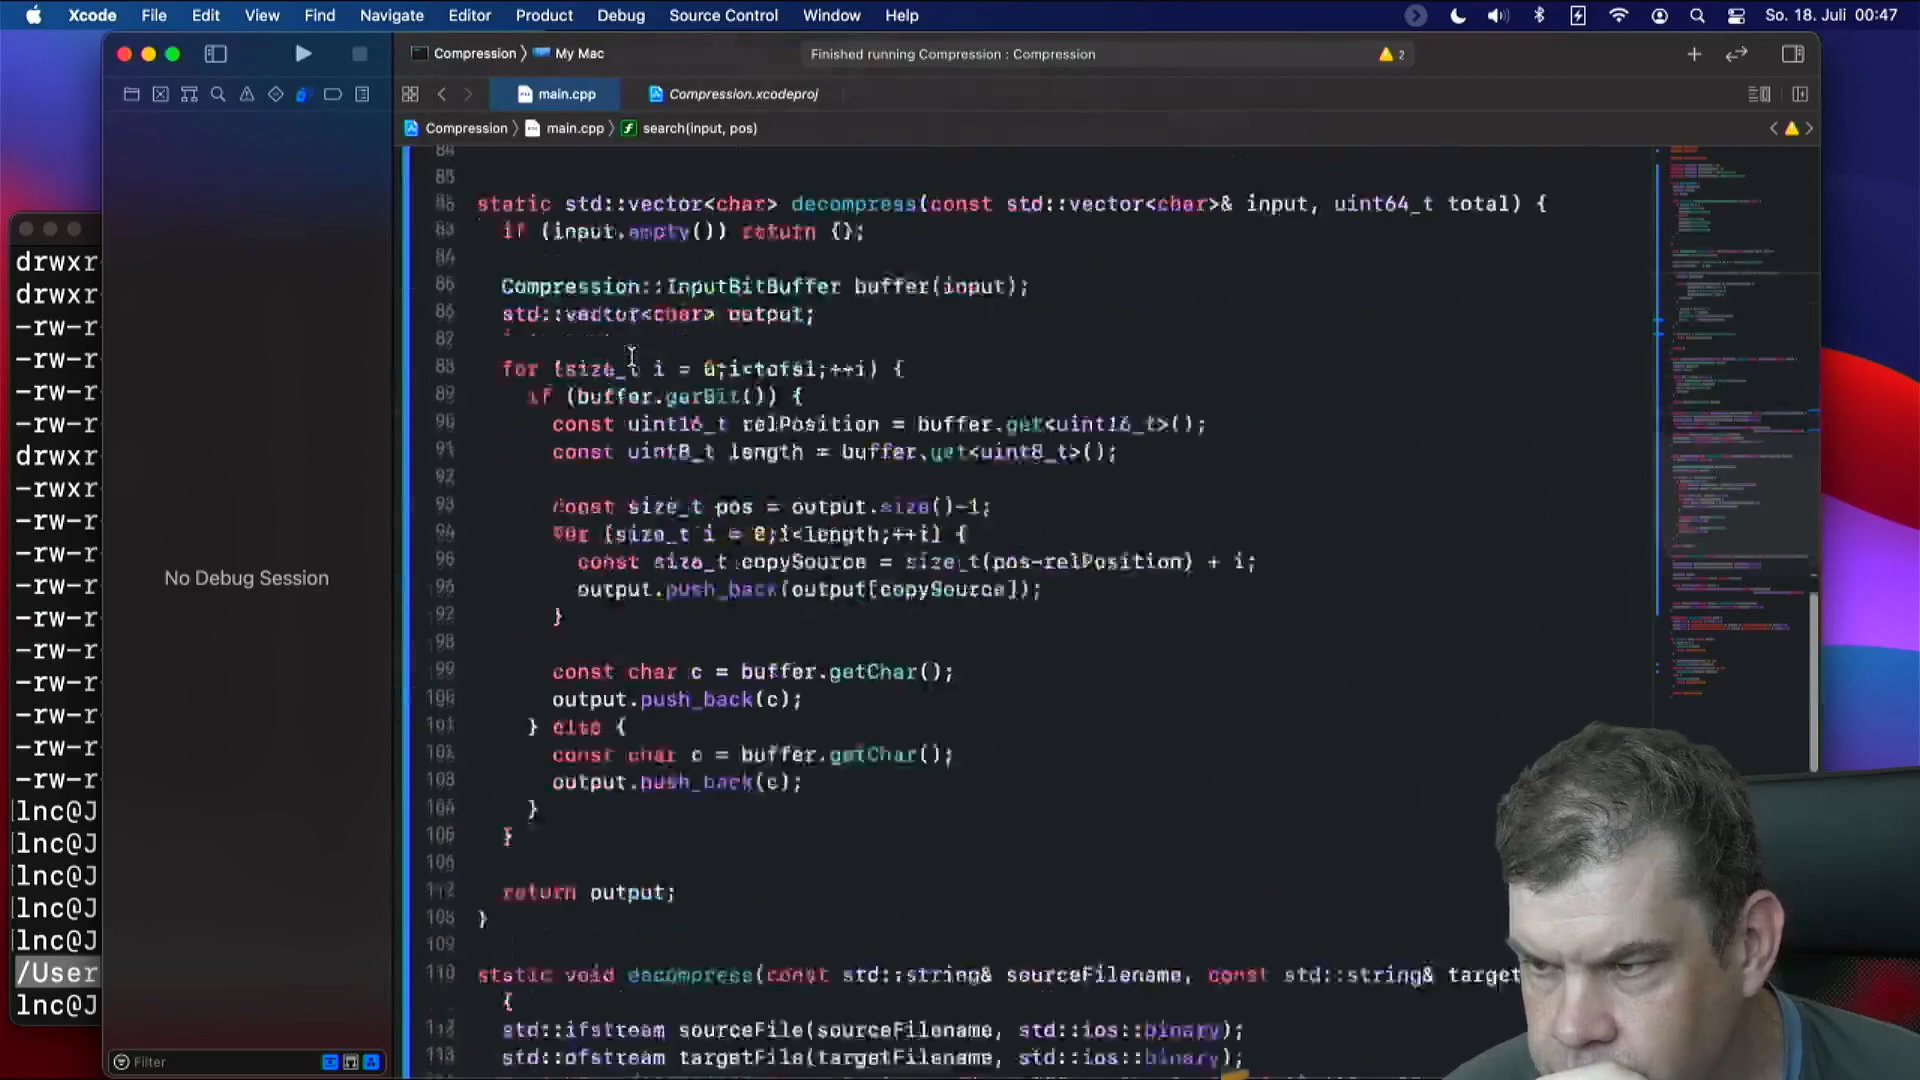 Xcode File Edit View Find Navigate Editor Product Debug Source Control Window Help So. 18. Juli 00:47
Compression My Mac Finished running Compression : Compression 2
main.cpp Compression.xcodeproj
Compression main.cpp search(input, pos)
static std::vector<char> decompress(const std::vector<char>& input, uint64_t total) {
if (input.empty()) return {};
Compression::InputBitBuffer buffer(input);
std::vector<char> output;
for (size_t i = 0;i<total;++i) {
if (buffer.getBit()) {
const uint16_t relPosition = buffer.get<uint16_t>();
const uint8_t length = buffer.get<uint8_t>();
const size_t pos = output.size()-1;
for (size_t i = 0;i<length;++i) {
const size_t copySource = size_t(pos-relPosition) + i;
output.push_back(output[copySource]);
}
const char c = buffer.getChar();
output.push_back(c);
} else {
const char c = buffer.getChar();
output.push_back(c);
}
}
return output;
}
static void decompress(const std::string& sourceFilename, const std::string& target
{
std::ifstream sourceFile(sourceFilename, std::ios::binary);
std::ofstream targetFile(targetFilename, std::ios::binary);
No Debug Session
Filter
drwxr
drwxr
-rw-r
-rw-r
-rw-r
-rw-r
drwxr
-rwxr
-rw-r
-rw-r
-rw-r
-rw-r
-rw-r
-rw-r
-rw-r
-rw-r
-rw-r
lnc@J
lnc@J
lnc@J
lnc@J
lnc@J
/User
lnc@J